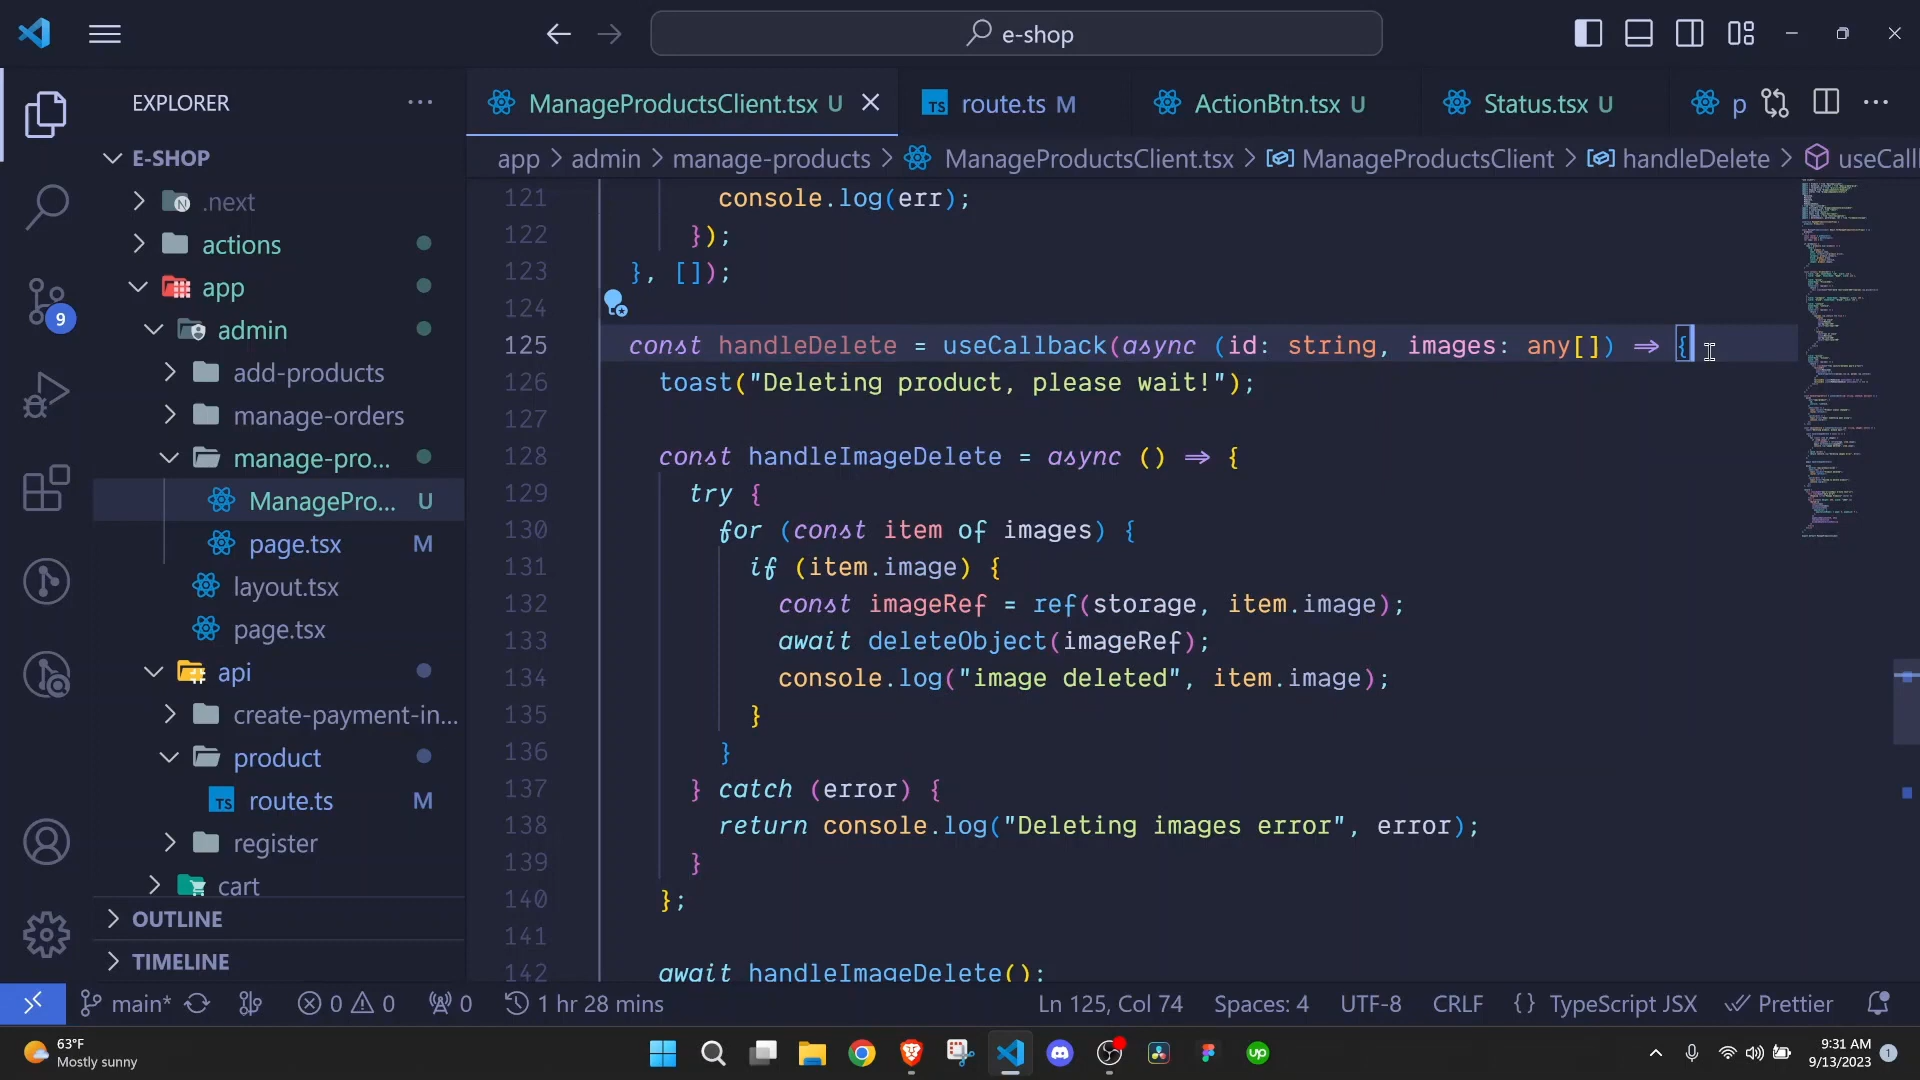 e-shop
EXPLORER
E-SHOP
.next
actions
app
admin
add-products
manage-orders
manage-pro...
ManagePro... U
page.tsx M
layout.tsx
page.tsx
api
create-payment-in...
product
TS route.ts M
register
cart
OUTLINE
TIMELINE
9
ManageProductsClient.tsx U
TS route.ts M
ActionBtn.tsx U
Status.tsx U
p
app > admin > manage-products > ManageProductsClient.tsx > ManageProductsClient > handleDelete > useCall
121 console.log(err);
122 });
123 }, []);
124
125 const handleDelete = useCallback(async (id: string, images: any[]) => {
126 toast("Deleting product, please wait!");
127
128 const handleImageDelete = async () => {
129 try {
130 for (const item of images) {
131 if (item.image) {
132 const imageRef = ref(storage, item.image);
133 await deleteObject(imageRef);
134 console.log("image deleted", item.image);
135 }
136 }
137 } catch (error) {
138 return console.log("Deleting images error", error);
139 }
140 };
141
142 await handleImageDelete();
main* 0 0 0 1 hr 28 mins Ln 125, Col 74 Spaces: 4 UTF-8 CRLF {} TypeScript JSX Prettier
63°F
Mostly sunny
up
9:31 AM
9/13/2023
1